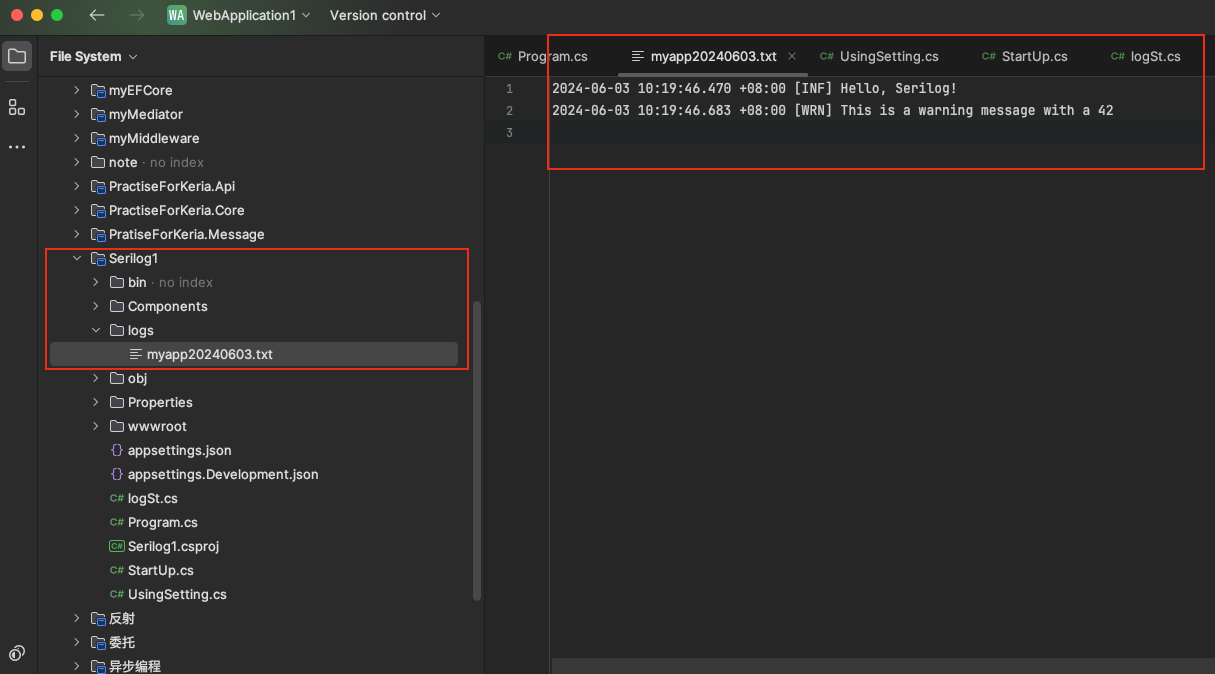 WA WebApplication1 Version control
File System
myEFCore
myMediator
myMiddleware
note · no index
PractiseForKeria.Api
PractiseForKeria.Core
PratiseForKeria.Message
Serilog1
bin · no index
Components
logs
myapp20240603.txt
obj
Properties
wwwroot
{} appsettings.json
{} appsettings.Development.json
C# logSt.cs
C# Program.cs
C# Serilog1.csproj
C# StartUp.cs
C# UsingSetting.cs
反射
委托
异步编程
C# Program.cs myapp20240603.txt C# UsingSetting.cs C# StartUp.cs C# logSt.cs
1 2024-06-03 10:19:46.470 +08:00 [INF] Hello, Serilog!
2 2024-06-03 10:19:46.683 +08:00 [WRN] This is a warning message with a 42
3